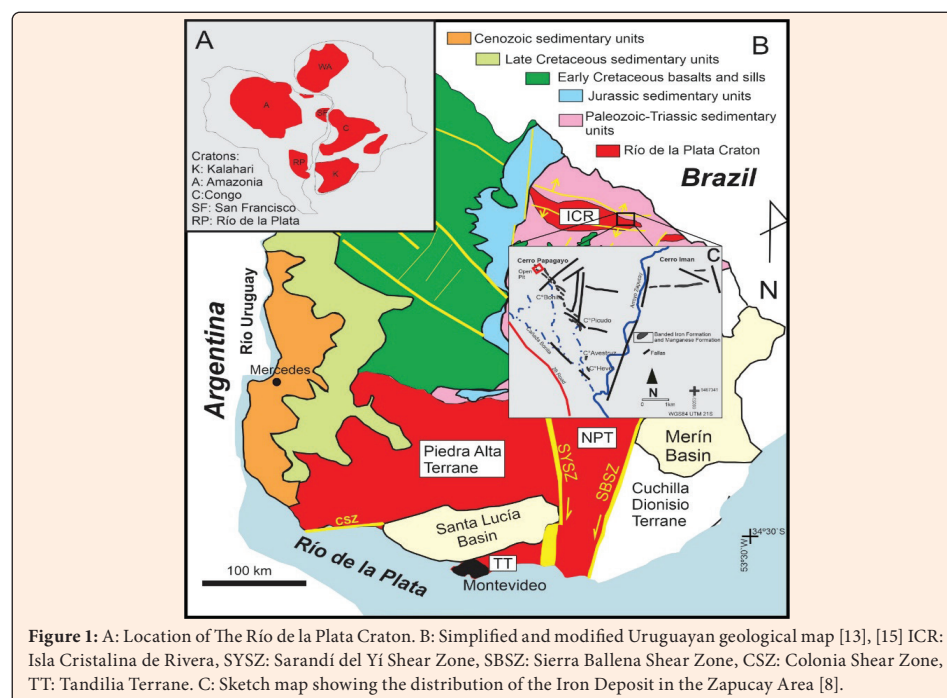 A
WA
A
C
RP
K
Cratons:
K: Kalahari
A: Amazonia
C:Congo
SF: San Francisco
RP: Río de la Plata
B
Cenozoic sedimentary units
Late Cretaceous sedimentary units
Early Cretaceous basalts and sills
Jurassic sedimentary units
Paleozoic-Triassic sedimentary
units
Río de la Plata Craton
Brazil
ICR
N
C
Cerro Papagayo
Cerro Iman
Open
Pit
C° Bonito
C° Picudo
Arroyo Zapucay
Banded Iron Formation
and Manganese Formation
Fallas
N
0
1km
WGS84 UTM 21S
Argentina
Río Uruguay
Mercedes
Piedra Alta
Terrane
SYSZ
NPT
SBSZ
Merín
Basin
Cuchilla
Dionisio
Terrane
CSZ
Santa Lucía
Basin
34°30´S
53°30´W
Río de la Plata
TT
Montevideo
100 km
Figure 1: A: Location of The Río de la Plata Craton. B: Simplified and modified Uruguayan geological map [13], [15] ICR:
Isla Cristalina de Rivera, SYSZ: Sarandí del Yí Shear Zone, SBSZ: Sierra Ballena Shear Zone, CSZ: Colonia Shear Zone,
TT: Tandilia Terrane. C: Sketch map showing the distribution of the Iron Deposit in the Zapucay Area [8].